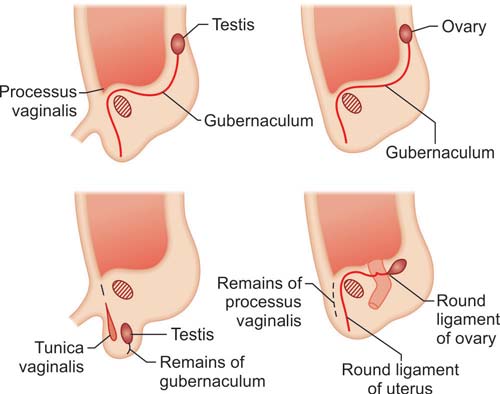 Testis
Processus
vaginalis
Gubernaculum
Ovary
Gubernaculum
Tunica
vaginalis
Testis
Remains of
gubernaculum
Remains of
processus
vaginalis
Round
ligament
of ovary
Round ligament
of uterus